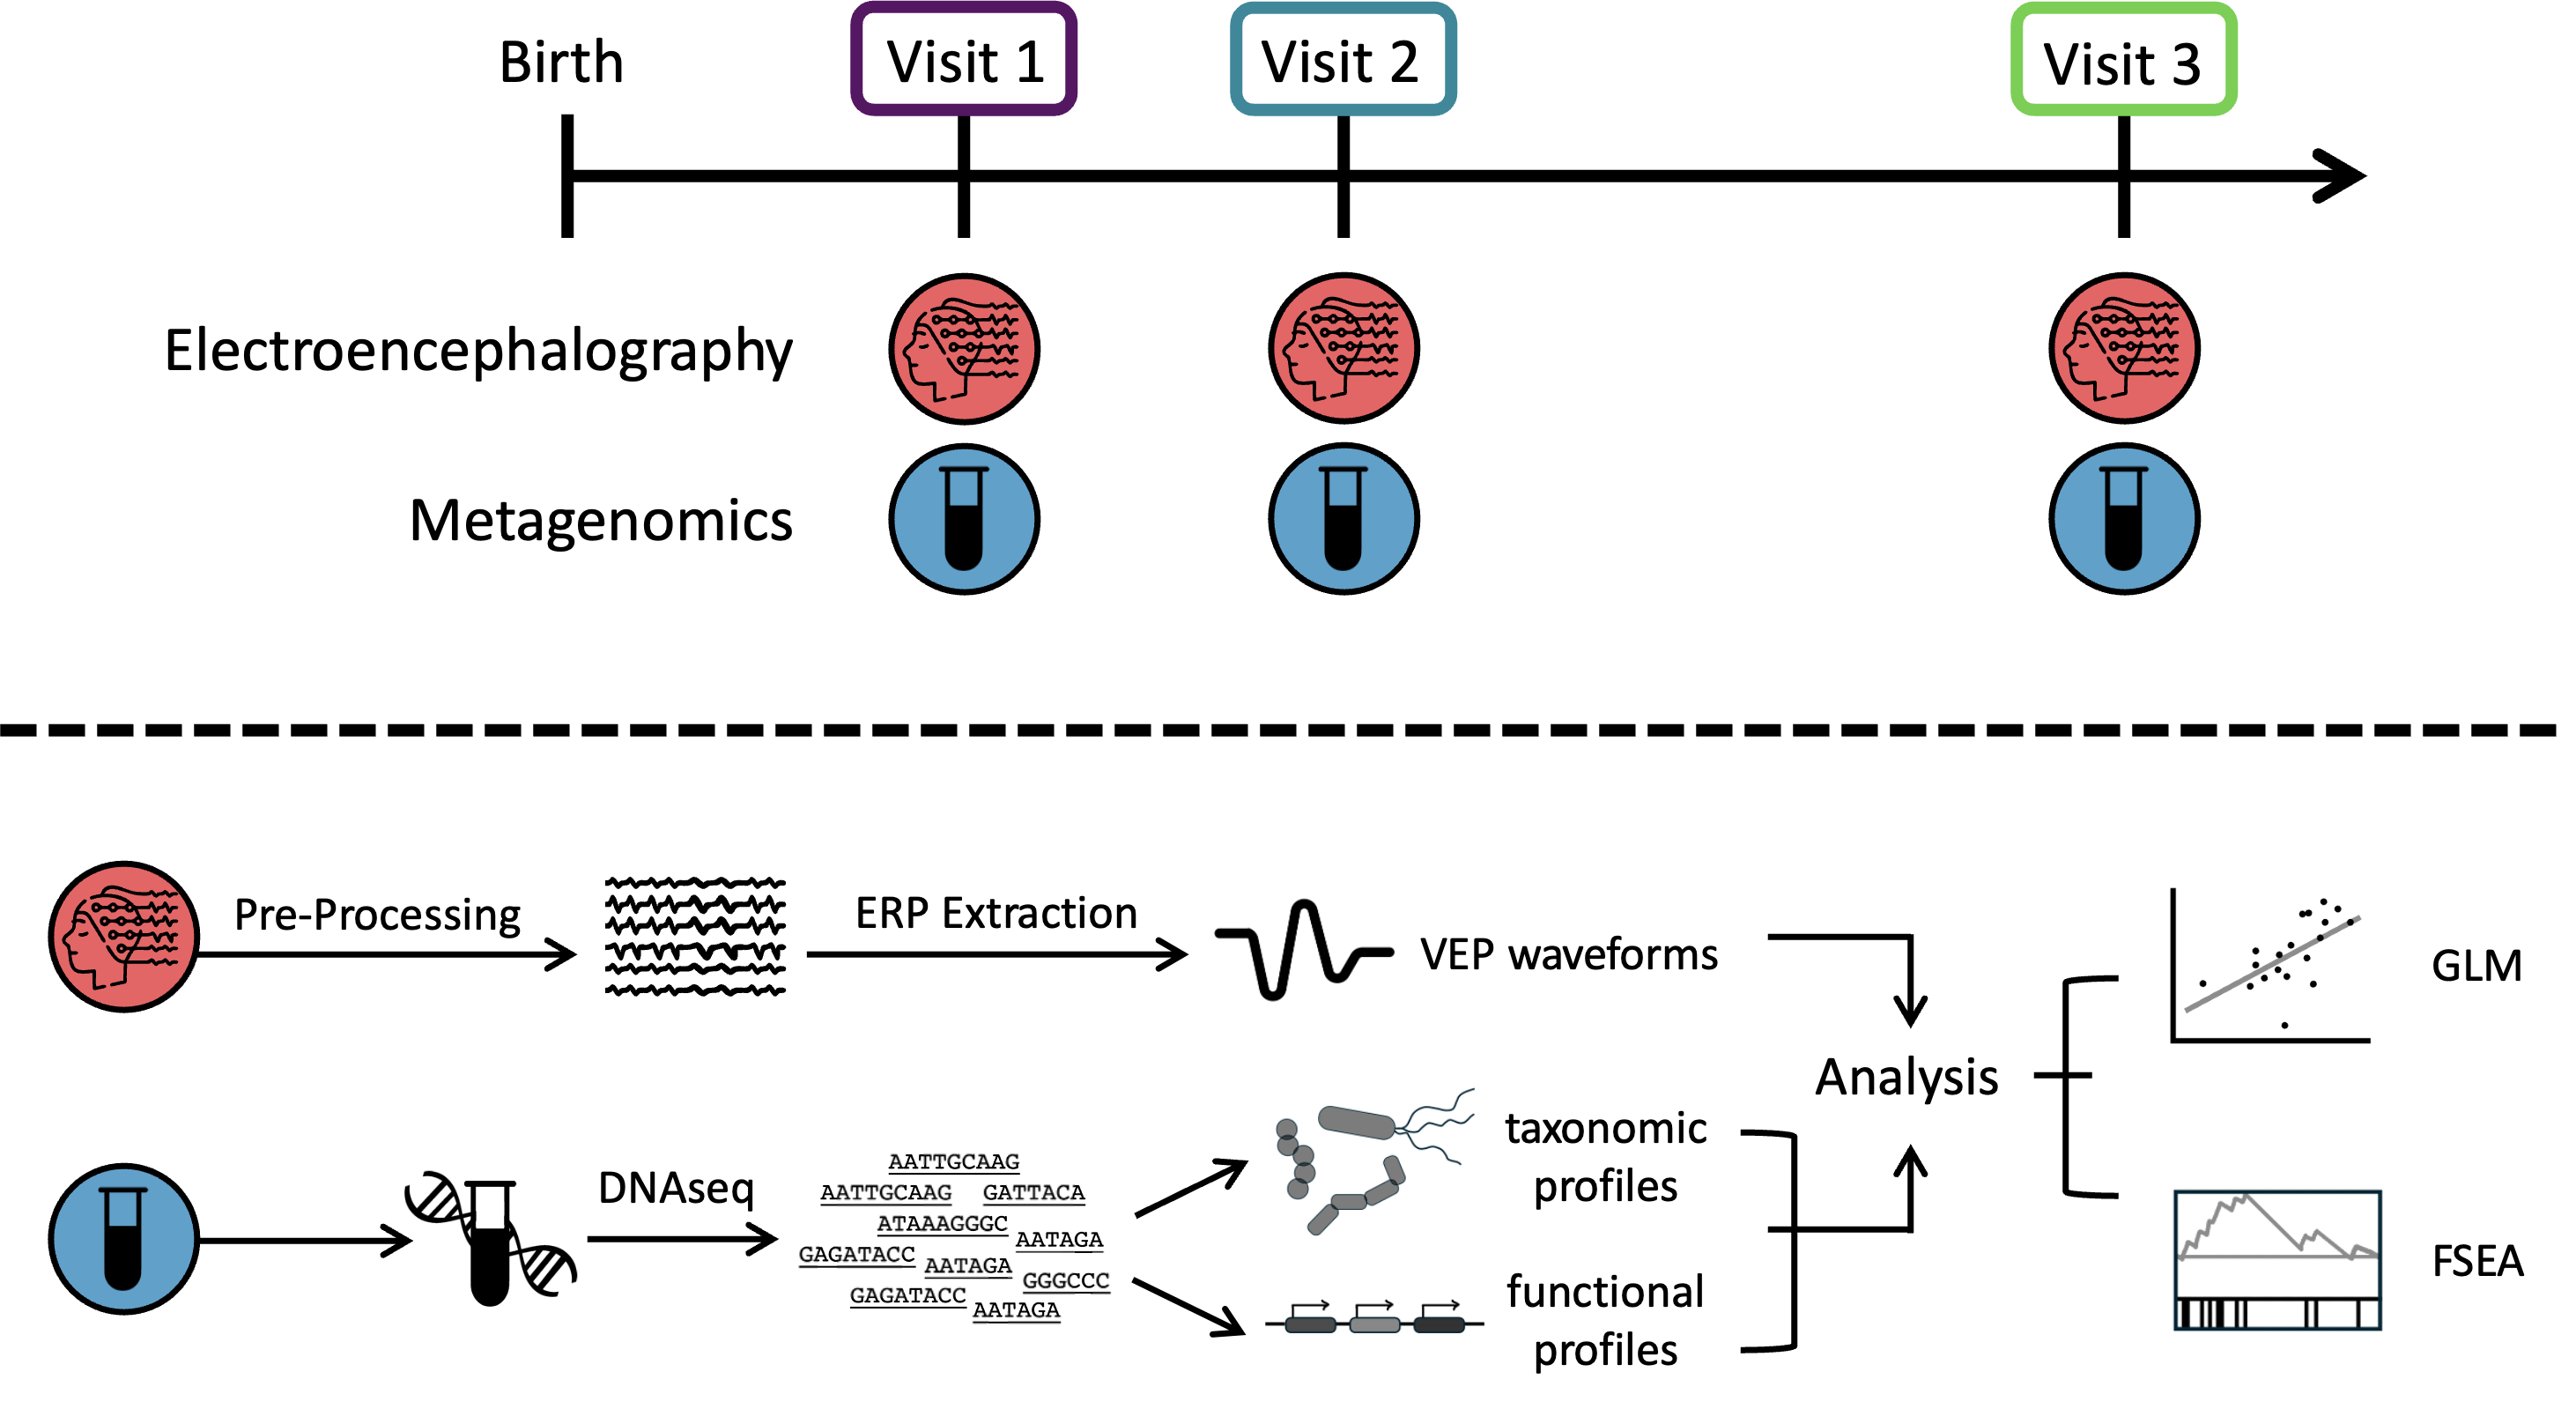 Birth
Visit 1
Visit 2
Visit 3
Electroencephalography
Metagenomics
Pre-Processing
ERP Extraction
VEP waveforms
GLM
Analysis
DNAseq
AATTGCAAG
AATTGCAAG GATTACA
ATAAAGGGC
AATAGA
GAGATACC
AATAGA
GGGCCC
GAGATACC
AATAGA
taxonomic
profiles
functional
profiles
FSEA